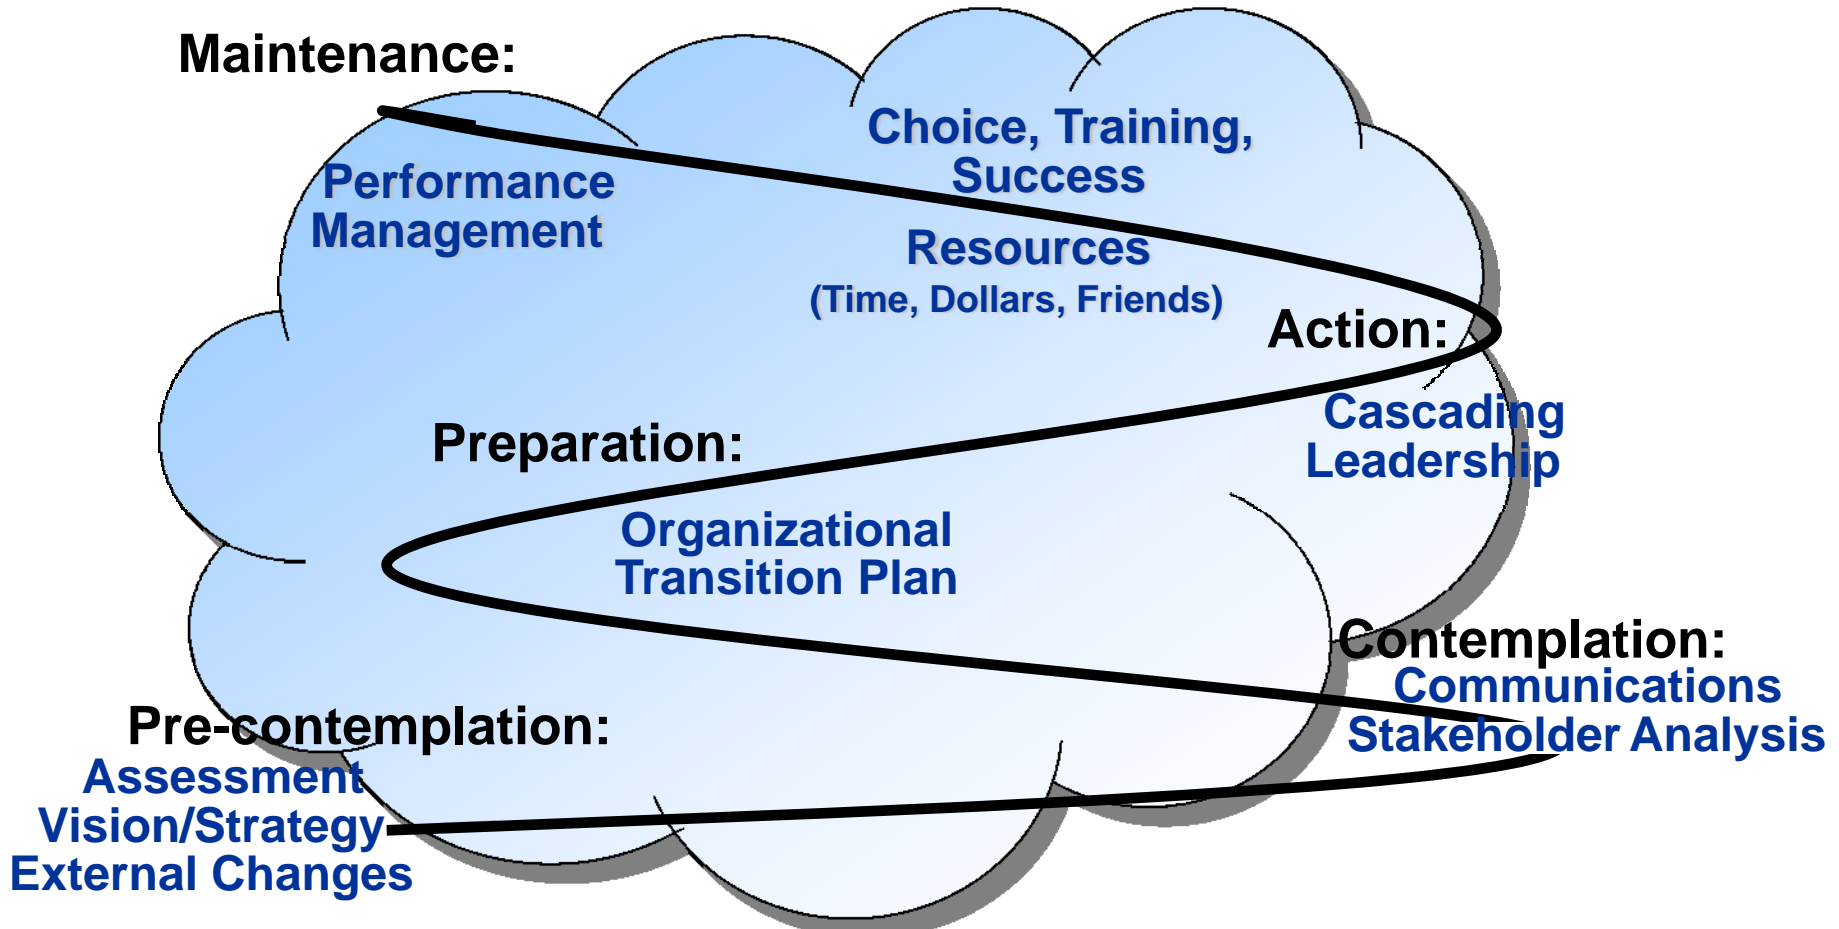 Maintenance:
Performance
Management
Choice, Training,
Success
Resources
(Time, Dollars, Friends)
Action:
Cascading
Leadership
Preparation:
Organizational
Transition Plan
Contemplation:
Communications
Stakeholder Analysis
Pre-contemplation:
Assessment
Vision/Strategy
External Changes